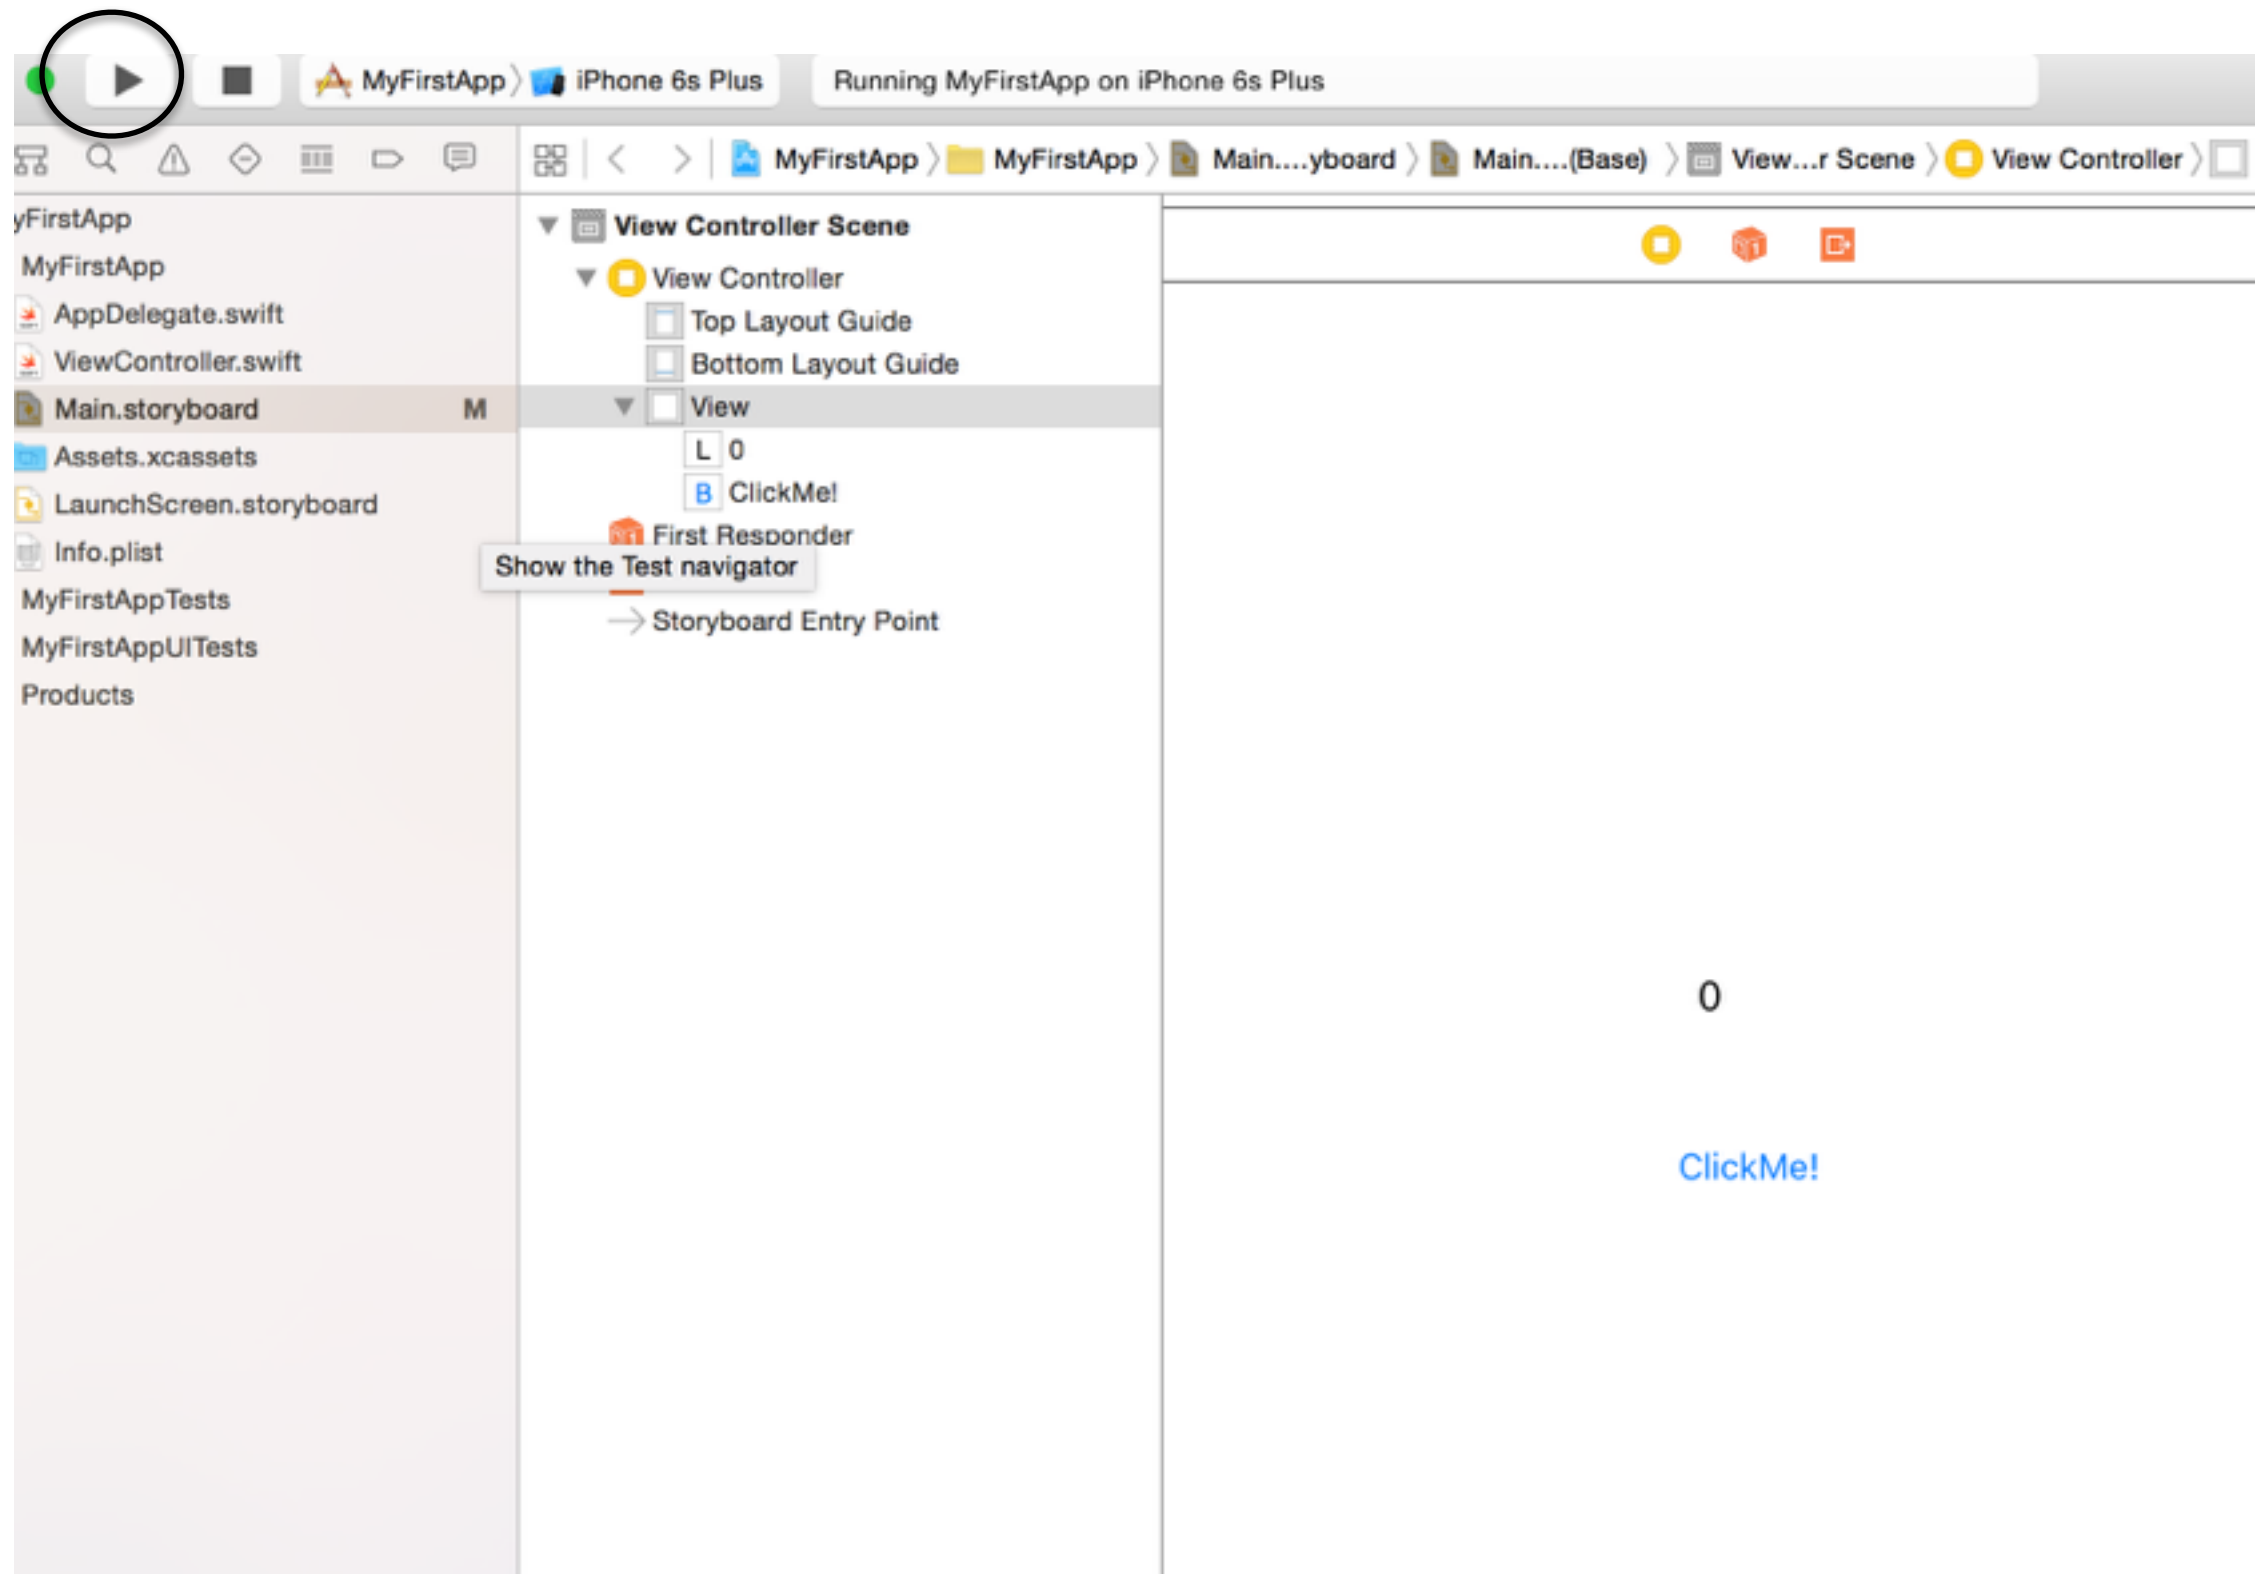 MyFirstApp 〉 iPhone 6s Plus Running MyFirstApp on iPhone 6s Plus
MyFirstApp 〉 MyFirstApp 〉 Main....yboard 〉 Main....(Base) 〉 View...r Scene 〉 View Controller 〉
yFirstApp
MyFirstApp
AppDelegate.swift
ViewController.swift
Main.storyboard M
Assets.xcassets
LaunchScreen.storyboard
Info.plist
MyFirstAppTests
MyFirstAppUITests
Products
View Controller Scene
View Controller
Top Layout Guide
Bottom Layout Guide
View
L 0
B ClickMe!
First Responder
Show the Test navigator
Storyboard Entry Point
0
ClickMe!